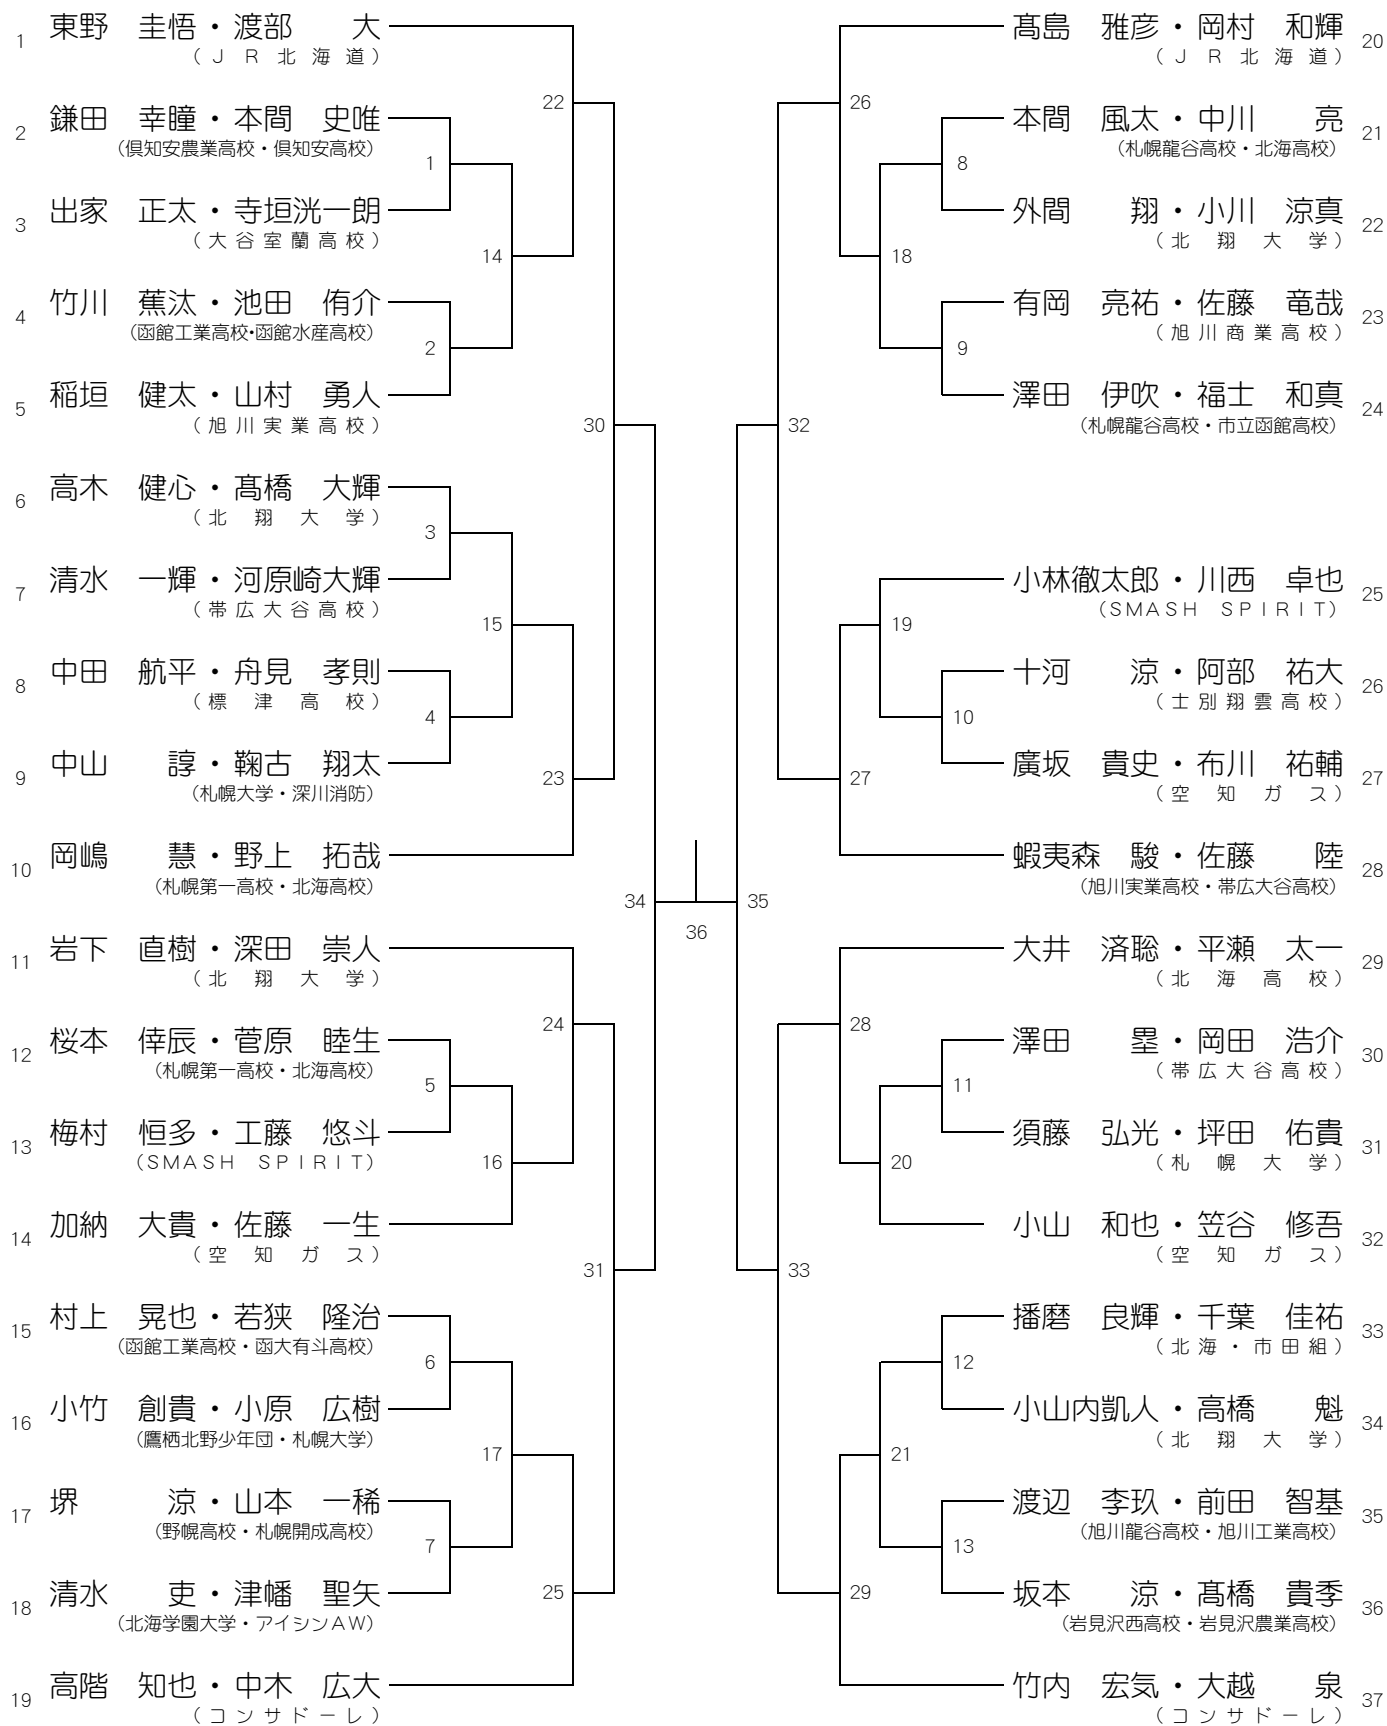 1 東野 圭悟・渡部 大
(JR北海道)
2 鎌田 幸瞳・本間 史唯
(倶知安農業高校・倶知安高校)
3 出家 正太・寺垣洸一朗
(大谷室蘭高校)
4 竹川 蕉汰・池田 侑介
(函館工業高校・函館水産高校)
5 稲垣 健太・山村 勇人
(旭川実業高校)
6 高木 健心・髙橋 大輝
(北翔大学)
7 清水 一輝・河原崎大輝
(帯広大谷高校)
8 中田 航平・舟見 孝則
(標津高校)
9 中山 諄・鞠古 翔太
(札幌大学・深川消防)
10 岡嶋 慧・野上 拓哉
(札幌第一高校・北海高校)
11 岩下 直樹・深田 崇人
(北翔大学)
12 桜本 倖辰・菅原 睦生
(札幌第一高校・北海高校)
13 梅村 恒多・工藤 悠斗
(SMASH SPIRIT)
14 加納 大貴・佐藤 一生
(空知ガス)
15 村上 晃也・若狭 隆治
(函館工業高校・函大有斗高校)
16 小竹 創貴・小原 広樹
(鷹栖北野少年団・札幌大学)
17 堺 涼・山本 一稀
(野幌高校・札幌開成高校)
18 清水 吏・津幡 聖矢
(北海学園大学・アイシンAW)
19 高階 知也・中木 広大
(コンサドーレ)
1
2
3
4
5
6
7
14
15
16
17
22
23
24
25
30
31
34
36
35
32
33
26
27
28
29
18
19
20
21
8
9
10
11
12
13
髙島 雅彦・岡村 和輝 20
(JR北海道)
本間 風太・中川 亮 21
(札幌龍谷高校・北海高校)
外間 翔・小川 涼真 22
(北翔大学)
有岡 亮祐・佐藤 竜哉 23
(旭川商業高校)
澤田 伊吹・福士 和真 24
(札幌龍谷高校・市立函館高校)
小林徹太郎・川西 卓也 25
(SMASH SPIRIT)
十河 涼・阿部 祐大 26
(士別翔雲高校)
廣坂 貴史・布川 祐輔 27
(空知ガス)
蝦夷森 駿・佐藤 陸 28
(旭川実業高校・帯広大谷高校)
大井 済聡・平瀬 太一 29
(北海高校)
澤田 塁・岡田 浩介 30
(帯広大谷高校)
須藤 弘光・坪田 佑貴 31
(札幌大学)
小山 和也・笠谷 修吾 32
(空知ガス)
播磨 良輝・千葉 佳祐 33
(北海・市田組)
小山内凱人・高橋 魁 34
(北翔大学)
渡辺 李玖・前田 智基 35
(旭川龍谷高校・旭川工業高校)
坂本 涼・髙橋 貴季 36
(岩見沢西高校・岩見沢農業高校)
竹内 宏気・大越 泉 37
(コンサドーレ)